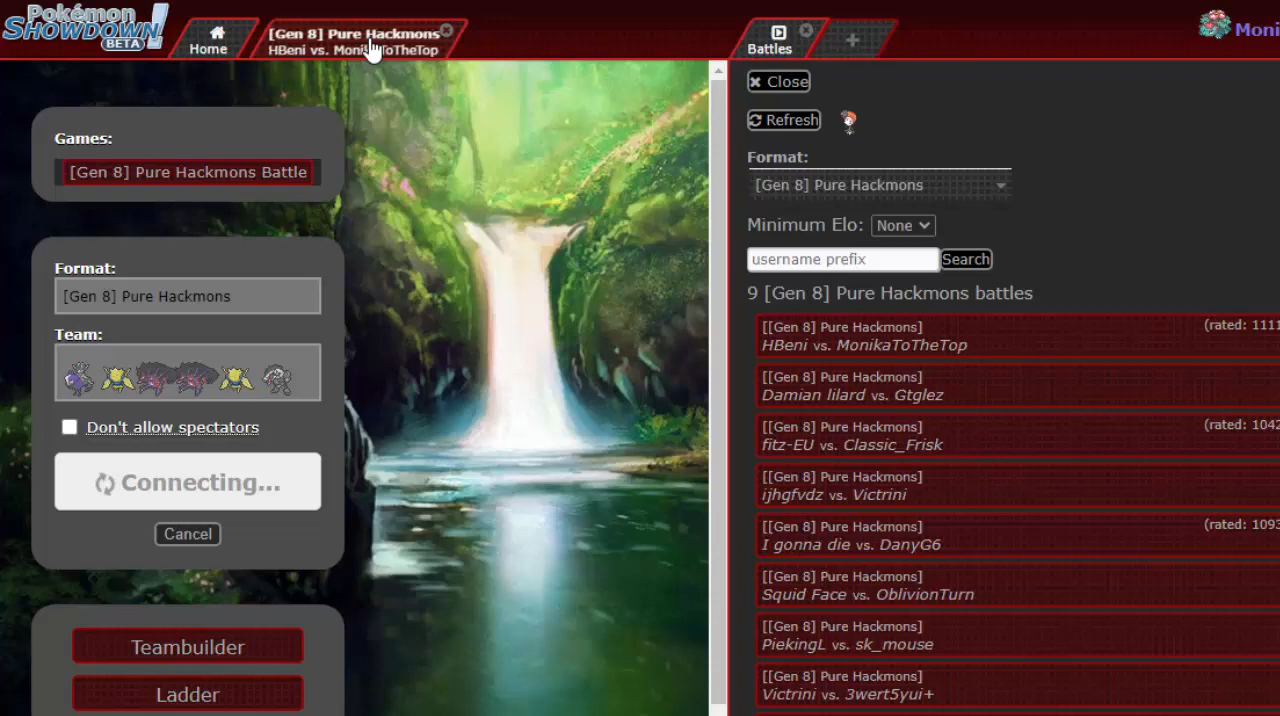 Pokémon
SHOWDOWN!
BETA
Home
[Gen 8] Pure Hackmons
HBeni vs. MonikaToTheTop
Battles
Moni
Games:
[Gen 8] Pure Hackmons Battle
Format:
[Gen 8] Pure Hackmons
Team:
Don't allow spectators
Connecting...
Cancel
Teambuilder
Ladder
Close
Refresh
Format:
[Gen 8] Pure Hackmons
Minimum Elo: None
username prefix Search
9 [Gen 8] Pure Hackmons battles
[[Gen 8] Pure Hackmons] (rated: 1111
HBeni vs. MonikaToTheTop
[[Gen 8] Pure Hackmons]
Damian lilard vs. Gtglez
[[Gen 8] Pure Hackmons] (rated: 1042
fitz-EU vs. Classic_Frisk
[[Gen 8] Pure Hackmons]
ijhgfvdz vs. Victrini
[[Gen 8] Pure Hackmons] (rated: 1093
I gonna die vs. DanyG6
[[Gen 8] Pure Hackmons]
Squid Face vs. OblivionTurn
[[Gen 8] Pure Hackmons]
PiekingL vs. sk_mouse
[[Gen 8] Pure Hackmons]
Victrini vs. 3wert5yui+